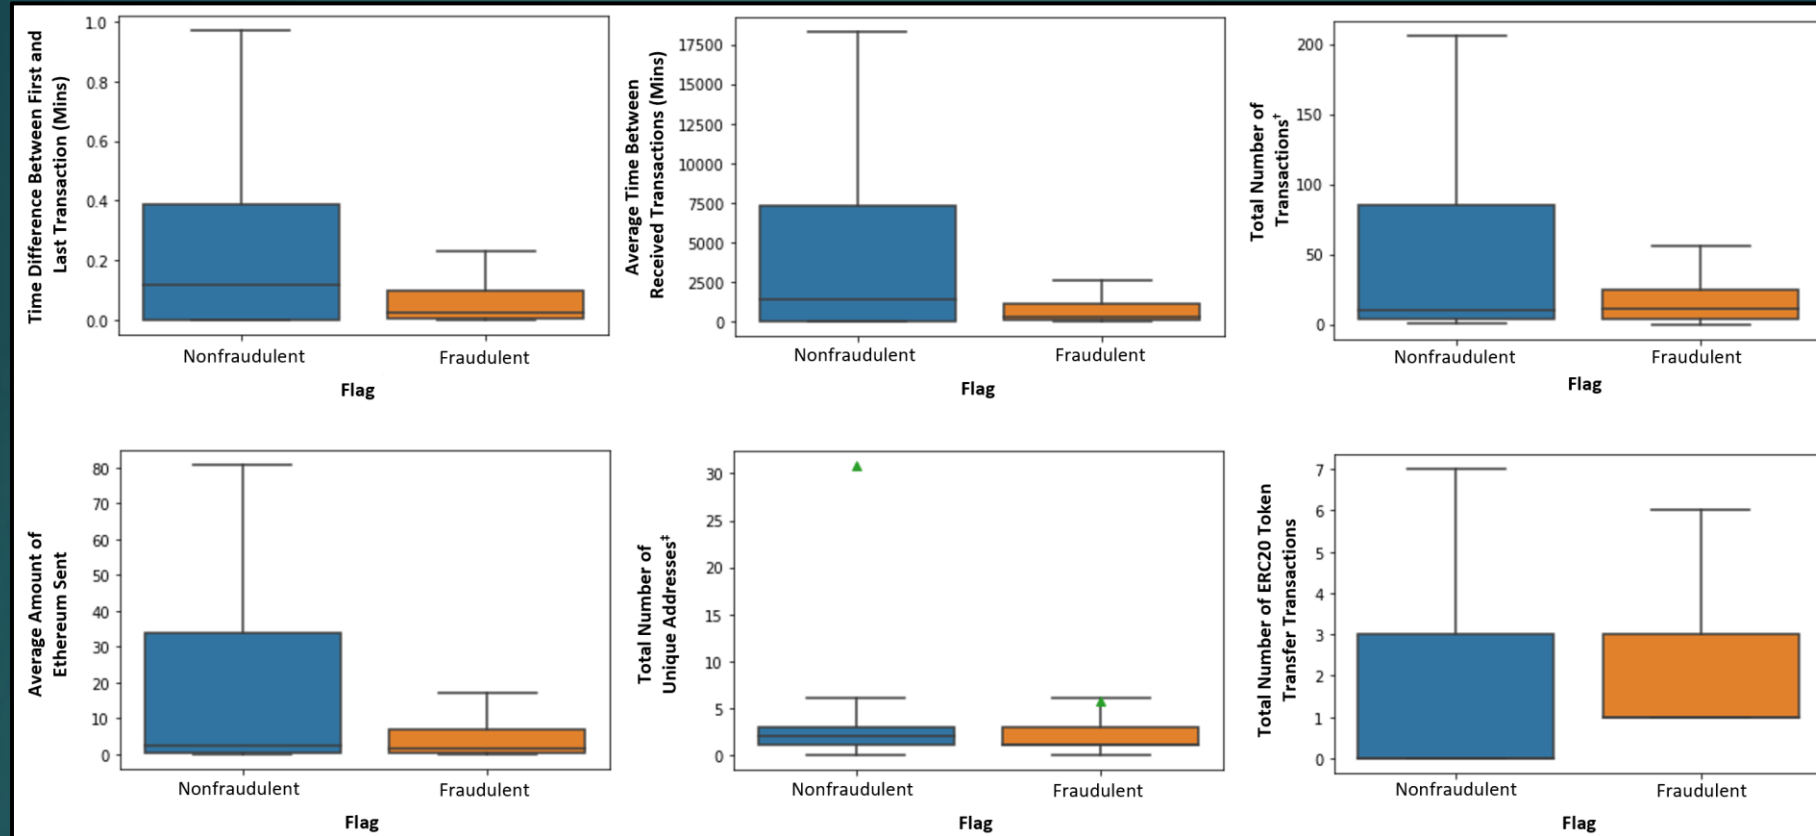 Time Difference Between First and
Last Transaction (Mins)
1.0
0.8
0.6
0.4
0.2
0.0
Nonfraudulent
Fraudulent
Flag
Average Time Between
Received Transactions (Mins)
17500
15000
12500
10000
7500
5000
2500
0
Nonfraudulent
Fraudulent
Flag
Total Number of
Transactions†
200
150
100
50
0
Nonfraudulent
Fraudulent
Flag
Average Amount of
Ethereum Sent
80
70
60
50
40
30
20
10
0
Nonfraudulent
Fraudulent
Flag
Total Number of
Unique Addresses‡
30
25
20
15
10
5
0
Nonfraudulent
Fraudulent
Flag
Total Number of ERC20 Token
Transfer Transactions
7
6
5
4
3
2
1
0
Nonfraudulent
Fraudulent
Flag